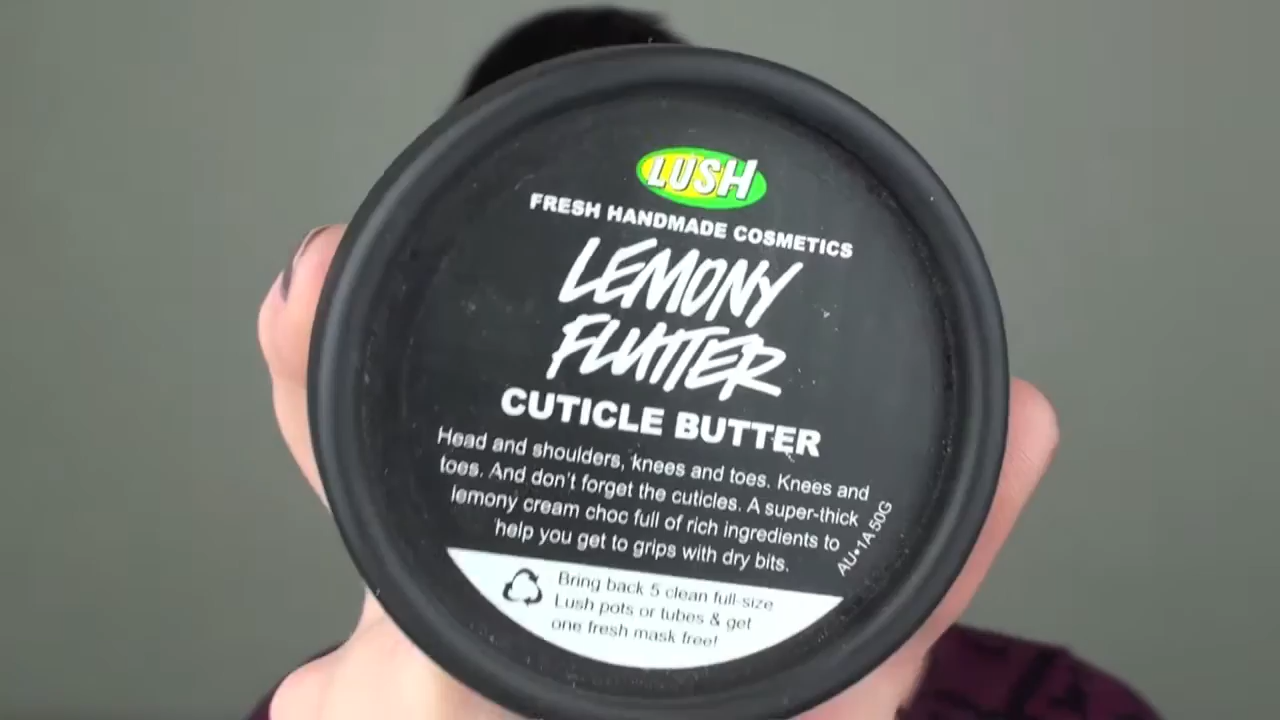 LUSH
FRESH HANDMADE COSMETICS
LEMONY
FLUTTER
CUTICLE BUTTER
Head and shoulders, knees and toes. Knees and
toes. And don't forget the cuticles. A super-thick
lemony cream choc full of rich ingredients to
help you get to grips with dry bits.
AU•1A 50G
Bring back 5 clean full-size
Lush pots or tubes & get
one fresh mask free!